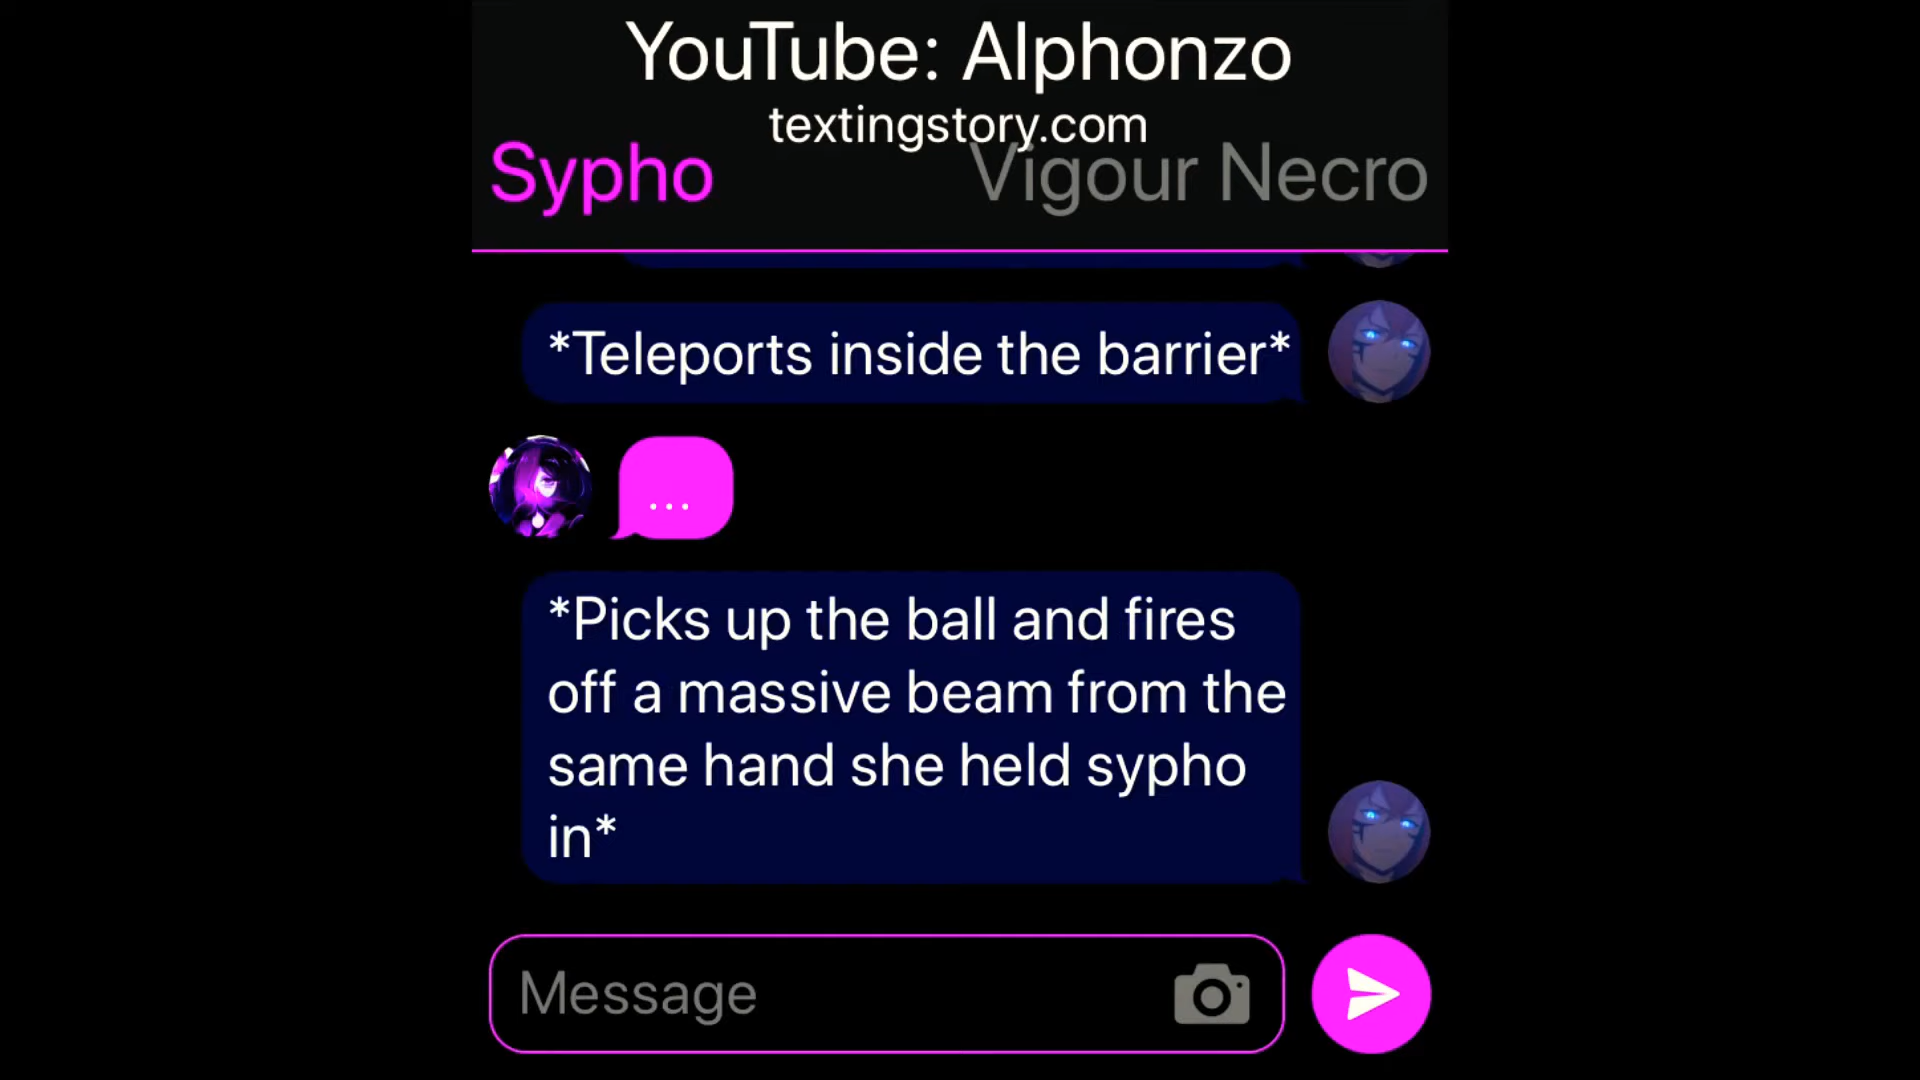 YouTube: Alphonzo
textingstory.com
Sypho
Vigour Necro
*Teleports inside the barrier*
...
*Picks up the ball and fires
off a massive beam from the
same hand she held sypho
in*
Message